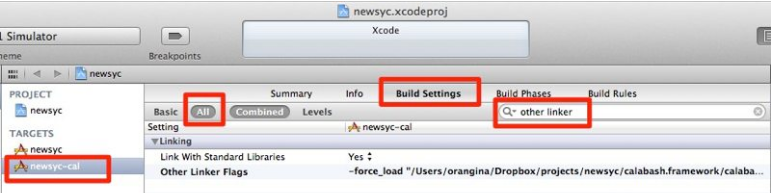 newsyc.xcodeproj
Simulator
Xcode
Breakpoints
newsyc
PROJECT
newsyc
TARGETS
newsyc
newsyc-cal
Summary Info Build Settings Build Phases Build Rules
Basic All Combined Levels
other linker
Setting newsyc-cal
Linking
Link With Standard Libraries Yes
Other Linker Flags -force_load "/Users/orangina/Dropbox/projects/newsyc/calabash.framework/calaba...